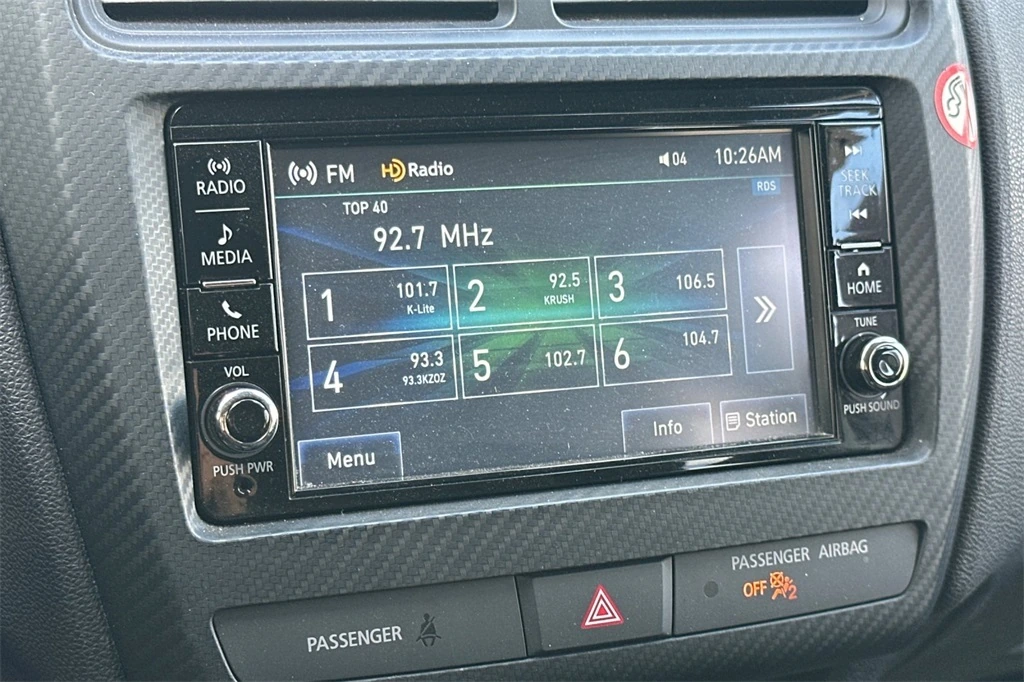 RADIO
MEDIA
PHONE
VOL
PUSH PWR
FM HD Radio 04 10:26AM
RDS
TOP 40
92.7 MHz
1 101.7
K-Lite
2 92.5
KRUSH
3 106.5
4 93.3
93.3KZOZ
5 102.7
6 104.7
Menu
Info
Station
SEEK
TRACK
HOME
TUNE
PUSH SOUND
PASSENGER
PASSENGER AIRBAG
OFF 2